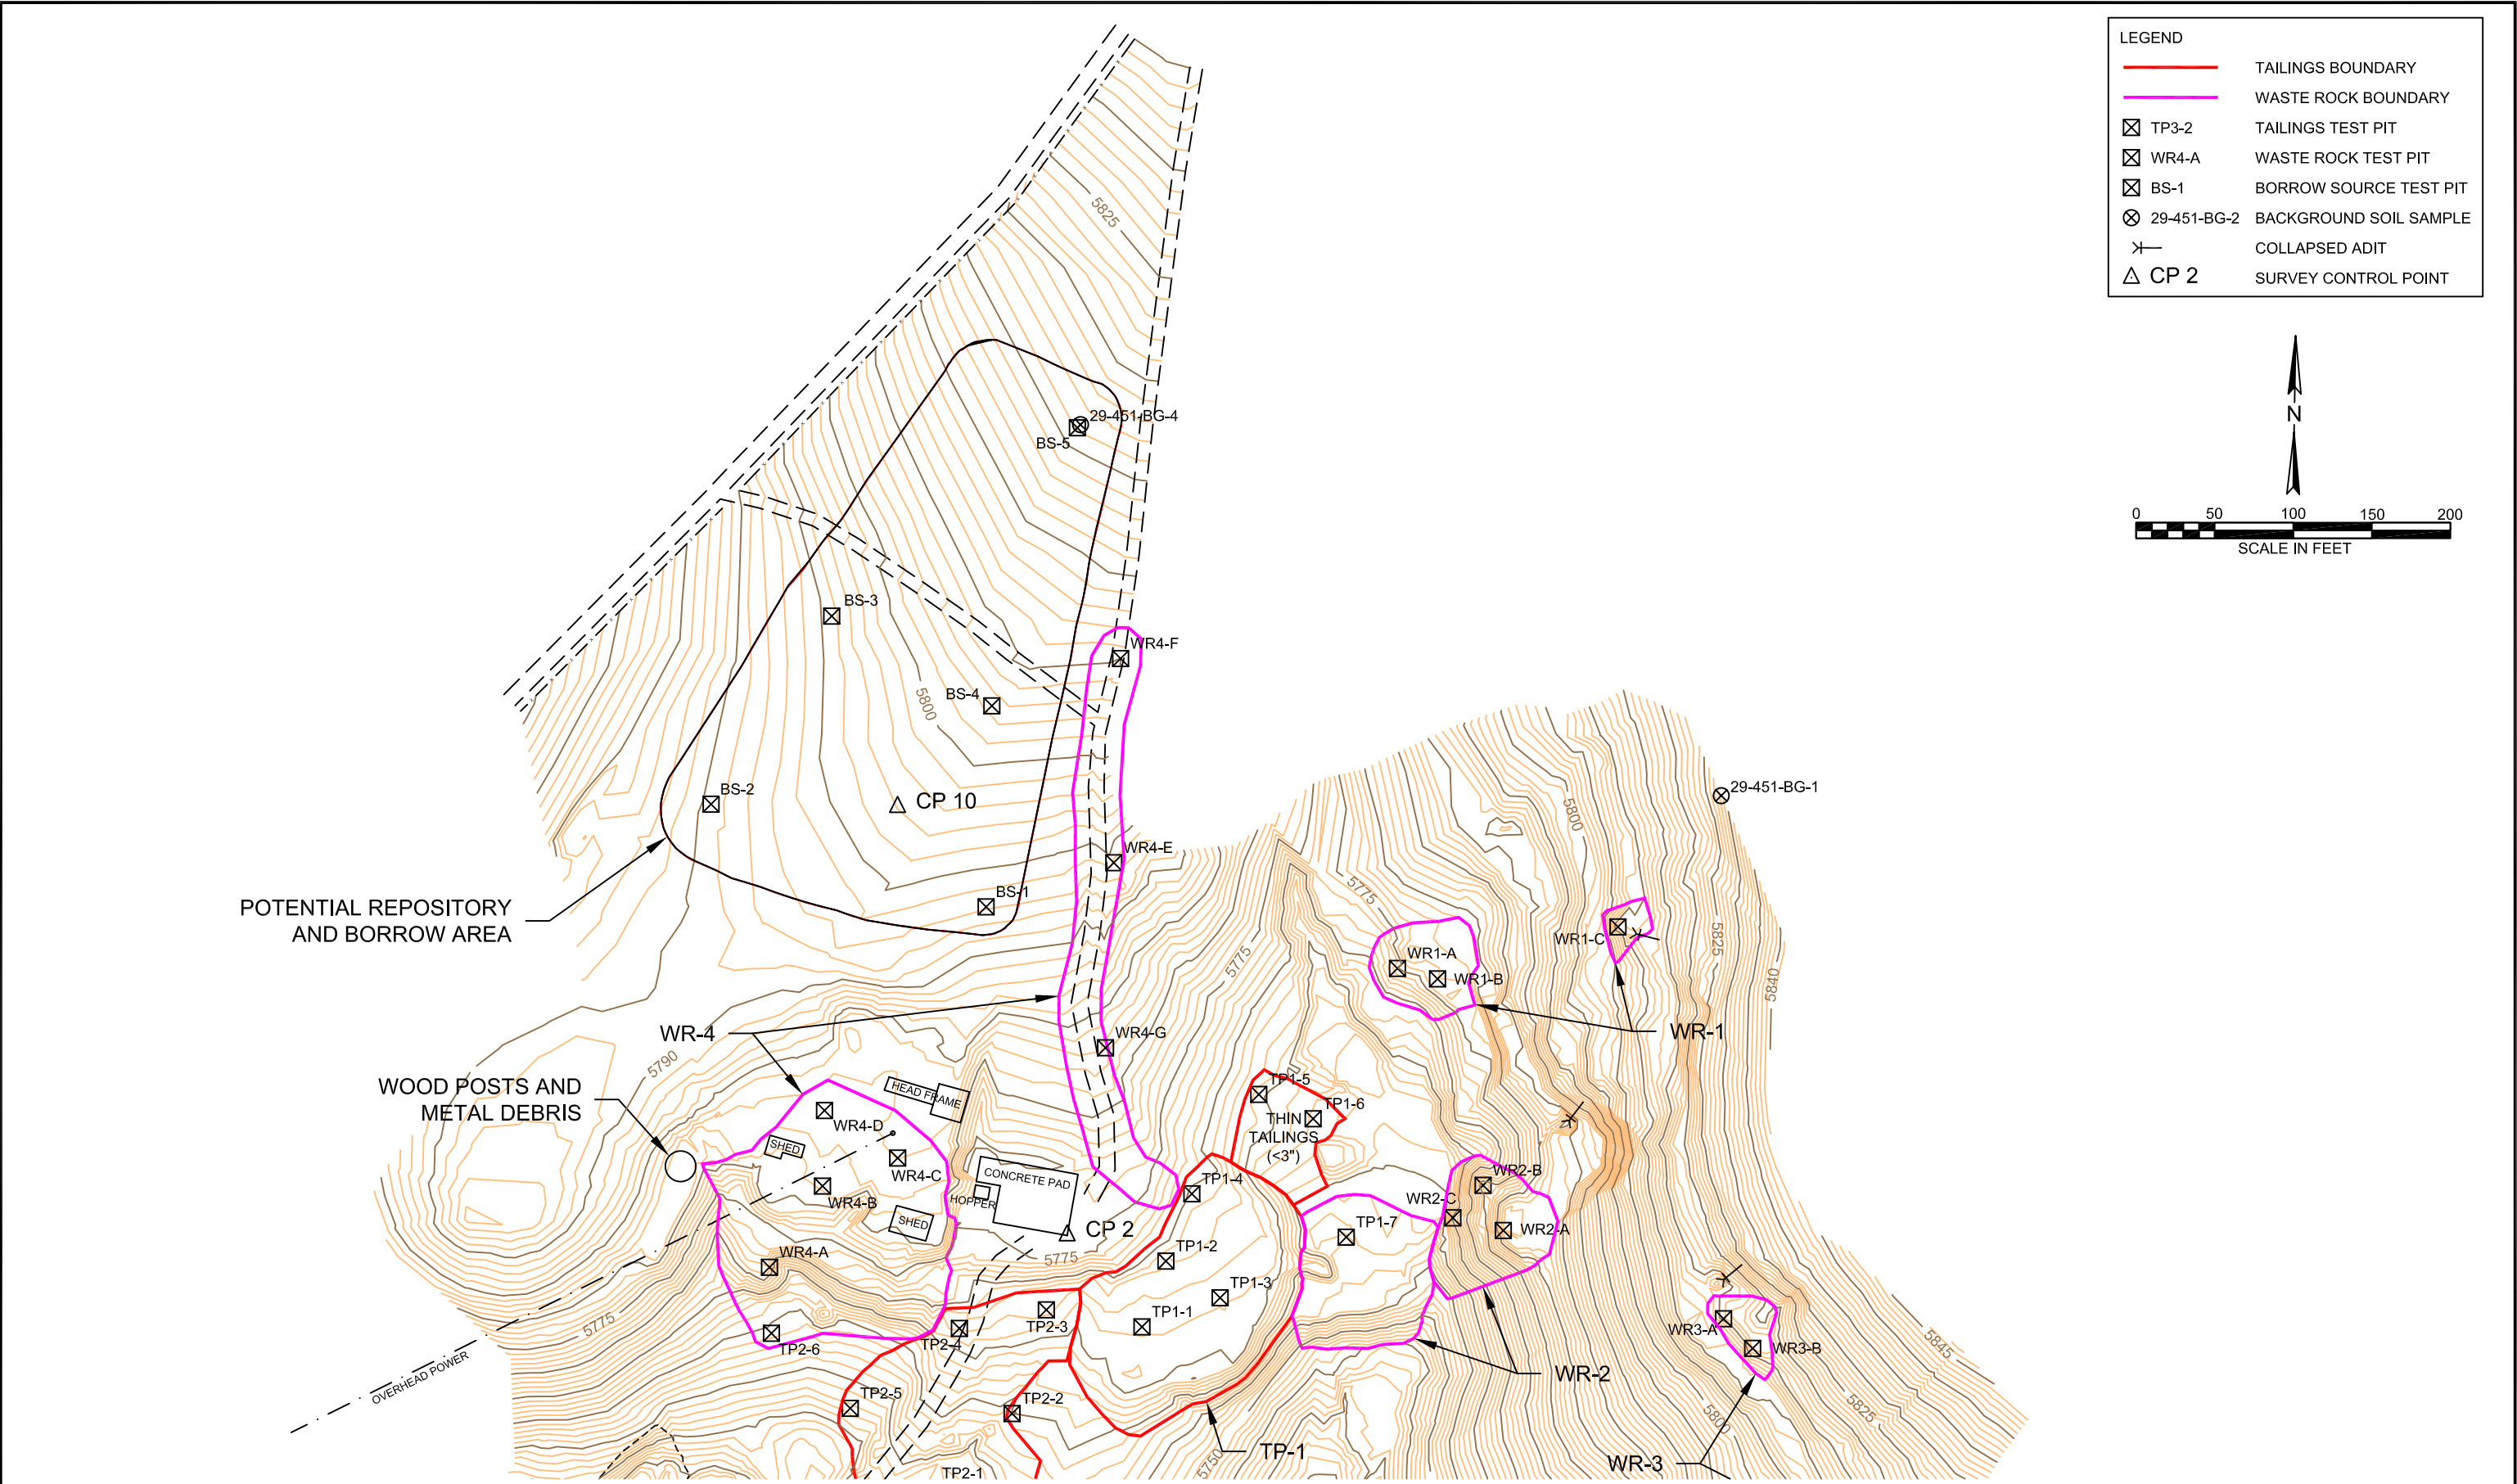 LEGEND
TAILINGS BOUNDARY
WASTE ROCK BOUNDARY
TP3-2 TAILINGS TEST PIT
WR4-A WASTE ROCK TEST PIT
BS-1 BORROW SOURCE TEST PIT
29-451-BG-2 BACKGROUND SOIL SAMPLE
COLLAPSED ADIT
CP 2 SURVEY CONTROL POINT
N
0 50 100 150 200
SCALE IN FEET
5825
29-451-BG-4
BS-5
BS-3
WR4-F
BS-4
5800
BS-2
CP 10
29-451-BG-1
5800
WR4-E
5775
BS-1
POTENTIAL REPOSITORY
AND BORROW AREA
WR1-C
5825
WR1-A
WR1-B
5775
5840
WR-4
WR4-G
WR-1
5790
WOOD POSTS AND
METAL DEBRIS
HEAD FRAME
TP1-5
TP1-6
THIN
TAILINGS
(<3")
WR4-D
SHED
WR4-C
CONCRETE PAD
WR2-B
TP1-4
WR4-B
HOPPER
WR2-C
SHED
CP 2
TP1-7
WR2-A
WR4-A
TP1-2
5775
TP1-3
TP1-1
5775
TP2-3
TP2-4
TP2-6
WR3-A
WR3-B
5845
OVERHEAD POWER
WR-2
TP2-5
TP2-2
5800
5825
TP-1
5750
WR-3
TP2-1